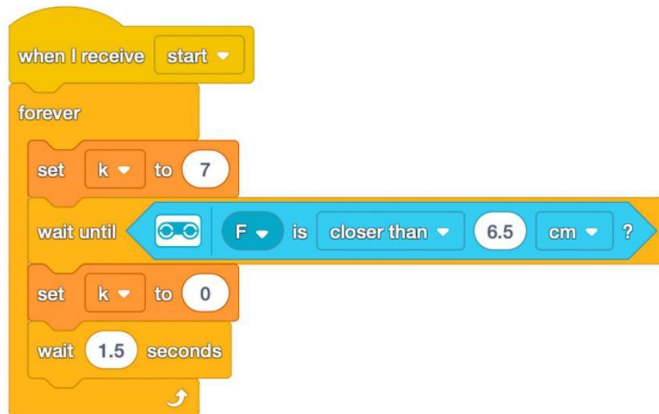 when I receive start
forever
set k to 7
wait until F is closer than 6.5 cm ?
set k to 0
wait 1.5 seconds